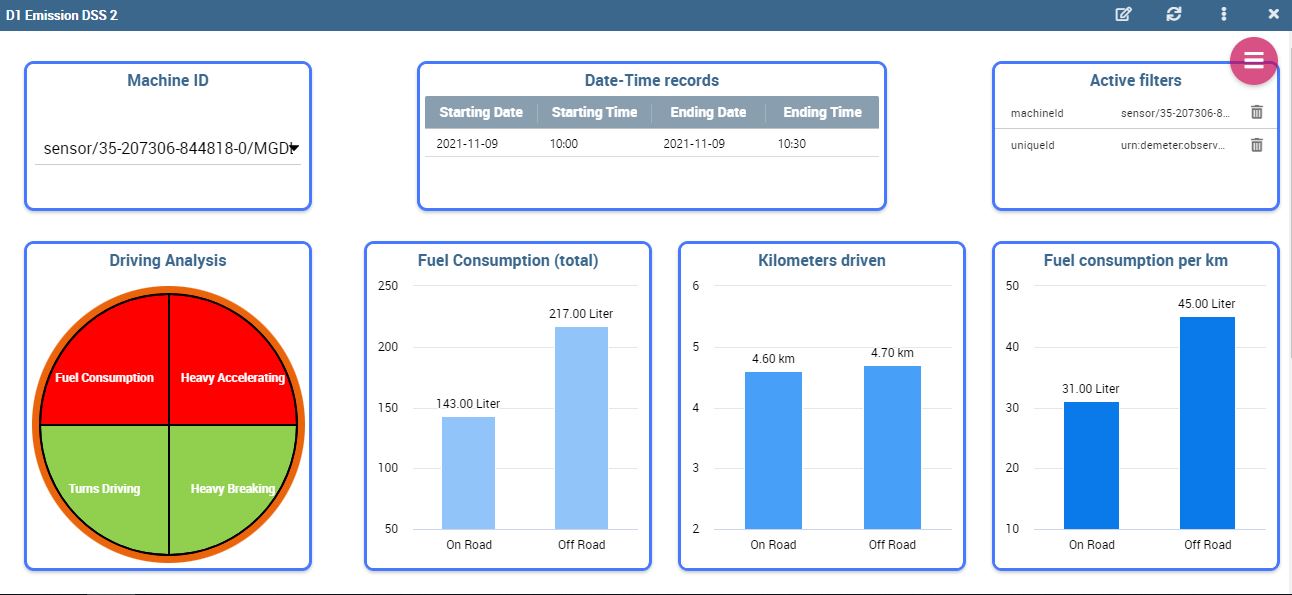 D1 Emission DSS 2
Machine ID
sensor/35-207306-844818-0/MGDt
Date-Time records
Starting Date Starting Time Ending Date Ending Time
2021-11-09 10:00 2021-11-09 10:30
Active filters
machineId sensor/35-207306-8...
uniqueId urn:demeter:observ...
Driving Analysis
Fuel Consumption Heavy Accelerating
Turns Driving Heavy Breaking
Fuel Consumption (total)
250
217.00 Liter
200
150
143.00 Liter
100
50
On Road Off Road
Kilometers driven
6
5
4.60 km 4.70 km
4
3
2
On Road Off Road
Fuel consumption per km
50
45.00 Liter
40
31.00 Liter
30
20
10
On Road Off Road